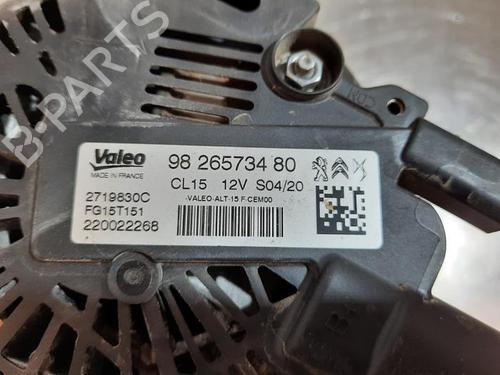 B-PARTS
COM
Valeo
MADE IN FRANCE
98 265734 80
CL15 12V S04/20
-VALEO-ALT-15 F-CEM00
2719830C
FG15T151
220022268